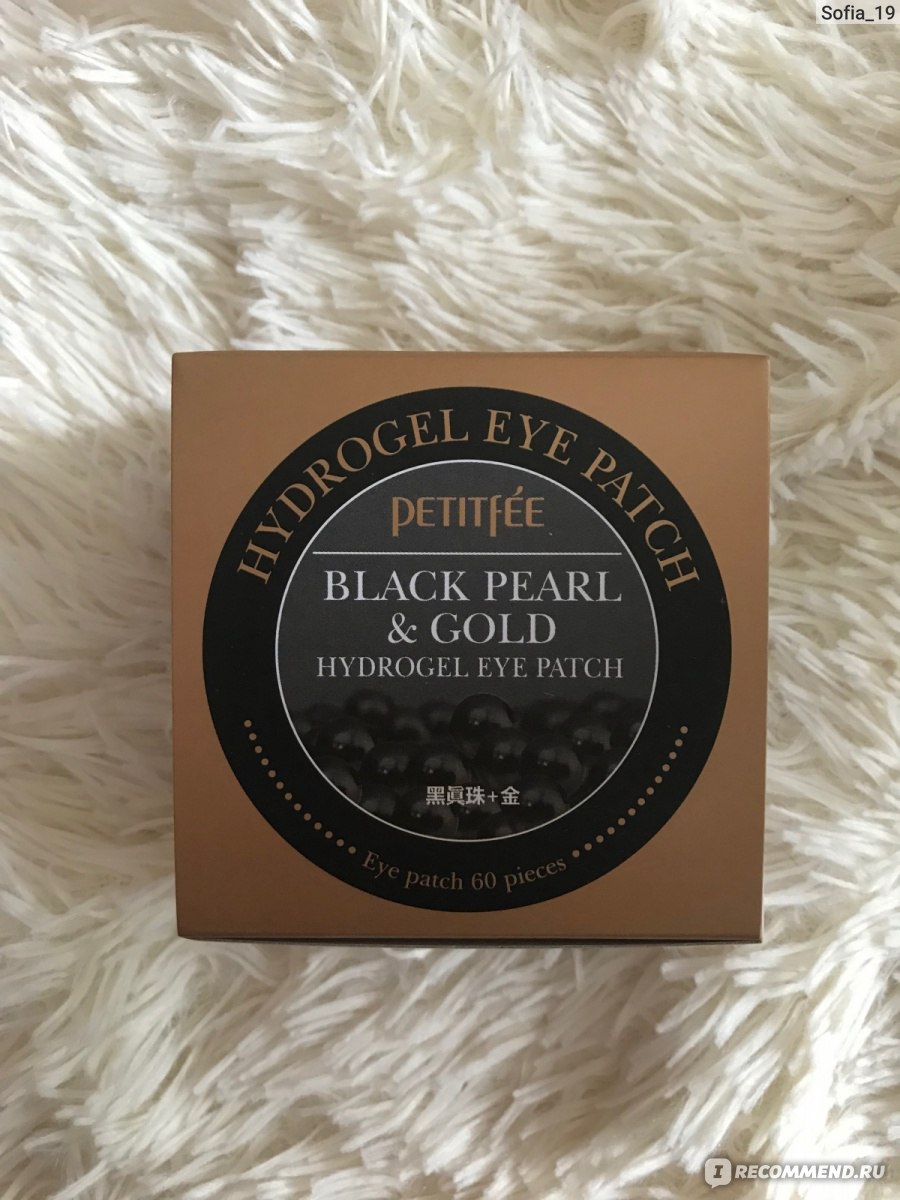 Sofia_19
HYDROGEL EYE PATCH
PETITFÉE
BLACK PEARL
& GOLD
HYDROGEL EYE PATCH
黑眞珠+金
Eye patch 60 pieces
I RECOMMEND.RU